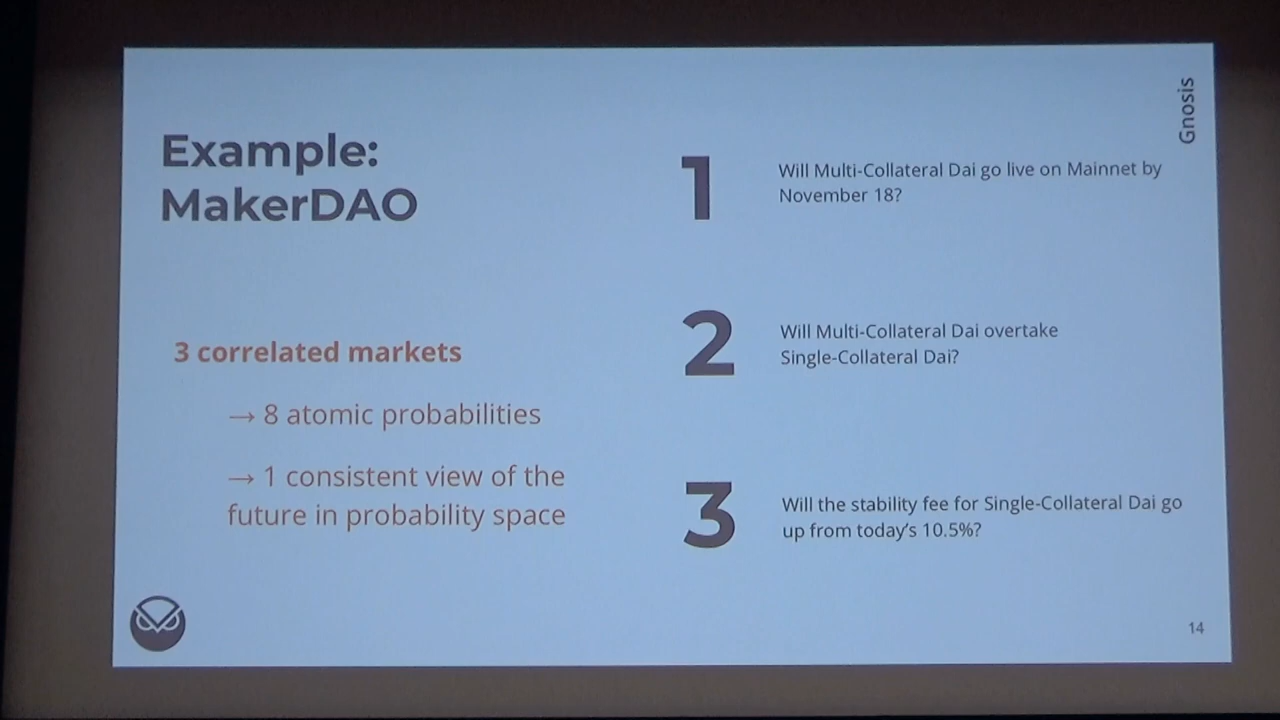 Gnosis
Example:
MakerDAO
3 correlated markets
→ 8 atomic probabilities
→ 1 consistent view of the
future in probability space
1
Will Multi-Collateral Dai go live on Mainnet by
November 18?
2
Will Multi-Collateral Dai overtake
Single-Collateral Dai?
3
Will the stability fee for Single-Collateral Dai go
up from today's 10.5%?
14